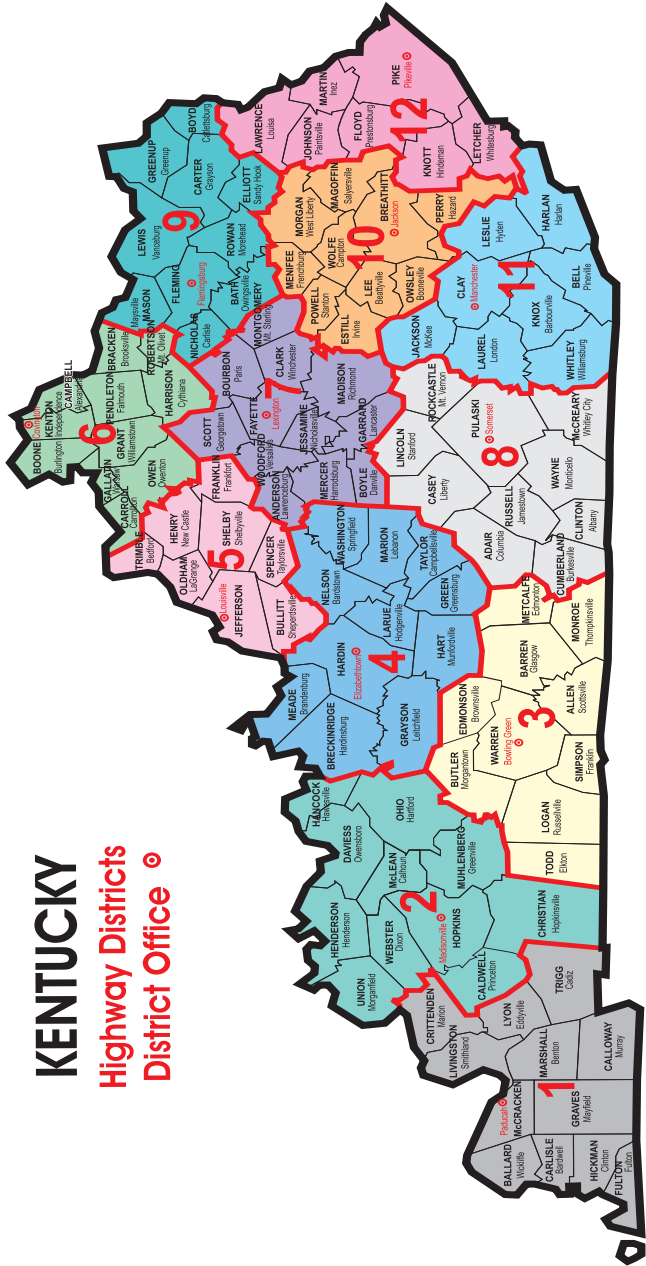 KENTUCKY
Highway Districts
District Office
1
BALLARD
Wickliffe
CARLISLE
Bardwell
HICKMAN
Clinton
FULTON
Fulton
Paducah
McCRACKEN
GRAVES
Mayfield
MARSHALL
Benton
CALLOWAY
Murray
LIVINGSTON
Smithland
CRITTENDEN
Marion
LYON
Eddyville
TRIGG
Cadiz
2
UNION
Morganfield
HENDERSON
Henderson
WEBSTER
Dixon
DAVIESS
Owensboro
McLEAN
Calhoun
HANCOCK
Hawesville
OHIO
Hartford
MUHLENBERG
Greenville
Madisonville
HOPKINS
CALDWELL
Princeton
CHRISTIAN
Hopkinsville
3
TODD
Elkton
LOGAN
Russellville
BUTLER
Morgantown
EDMONSON
Brownsville
WARREN
Bowling Green
SIMPSON
Franklin
ALLEN
Scottsville
BARREN
Glasgow
METCALFE
Edmonton
MONROE
Thompkinsville
4
BRECKINRIDGE
Hardinsburg
MEADE
Brandenburg
HARDIN
Elizabethtown
GRAYSON
Leitchfield
LARUE
Hodgenville
HART
Munfordville
NELSON
Bardstown
WASHINGTON
Springfield
MARION
Lebanon
TAYLOR
Campbellsville
GREEN
Greensburg
5
Louisville
JEFFERSON
BULLITT
Sheperdsville
OLDHAM
LaGrange
TRIMBLE
Bedford
HENRY
New Castle
SHELBY
Shelbyville
SPENCER
Taylorsville
FRANKLIN
Frankfort
6
BOONE
Burlington
KENTON
Covington
Independence
CAMPBELL
Alexandria
GALLATIN
Warsaw
CARROLL
Carrollton
OWEN
Owenton
GRANT
Williamstown
PENDLETON
Falmouth
BRACKEN
Brooksville
ROBERTSON
Mt. Olivet
HARRISON
Cythiana
7
SCOTT
Georgetown
BOURBON
Paris
FAYETTE
Lexington
WOODFORD
Versailles
ANDERSON
Lawrenceburg
MERCER
Harrodsburg
BOYLE
Danville
JESSAMINE
Nicholasville
GARRARD
Lancaster
MADISON
Richmond
CLARK
Winchester
MONTGOMERY
Mt. Sterling
8
LINCOLN
Stanford
CASEY
Liberty
ROCKCASTLE
Mt. Vernon
PULASKI
Somerset
ADAIR
Columbia
RUSSELL
Jamestown
WAYNE
Monticello
McCREARY
Whitley City
CLINTON
Albany
CUMBERLAND
Burkesville
9
MASON
Maysville
LEWIS
Vanceburg
GREENUP
Greenup
BOYD
Cattettsburg
CARTER
Grayson
ELLIOTT
Sandy Hook
ROWAN
Morehead
FLEMING
Flemingsburg
BATH
Owingsville
NICHOLAS
Carlisle
10
MENIFEE
Frenchburg
MORGAN
West Liberty
MAGOFFIN
Salyersville
WOLFE
Campton
POWELL
Stanton
ESTILL
Irvine
LEE
Beattyville
BREATHITT
Jackson
OWSLEY
Booneville
PERRY
Hazard
11
JACKSON
McKee
CLAY
Manchester
LESLIE
Hyden
LAUREL
London
KNOX
Barbourville
WHITLEY
Williamsburg
BELL
Pineville
HARLAN
Harlan
12
LAWRENCE
Louisa
JOHNSON
Paintsville
MARTIN
Inez
FLOYD
Prestonsburg
PIKE
Pikeville
KNOTT
Hindeman
LETCHER
Whitesburg